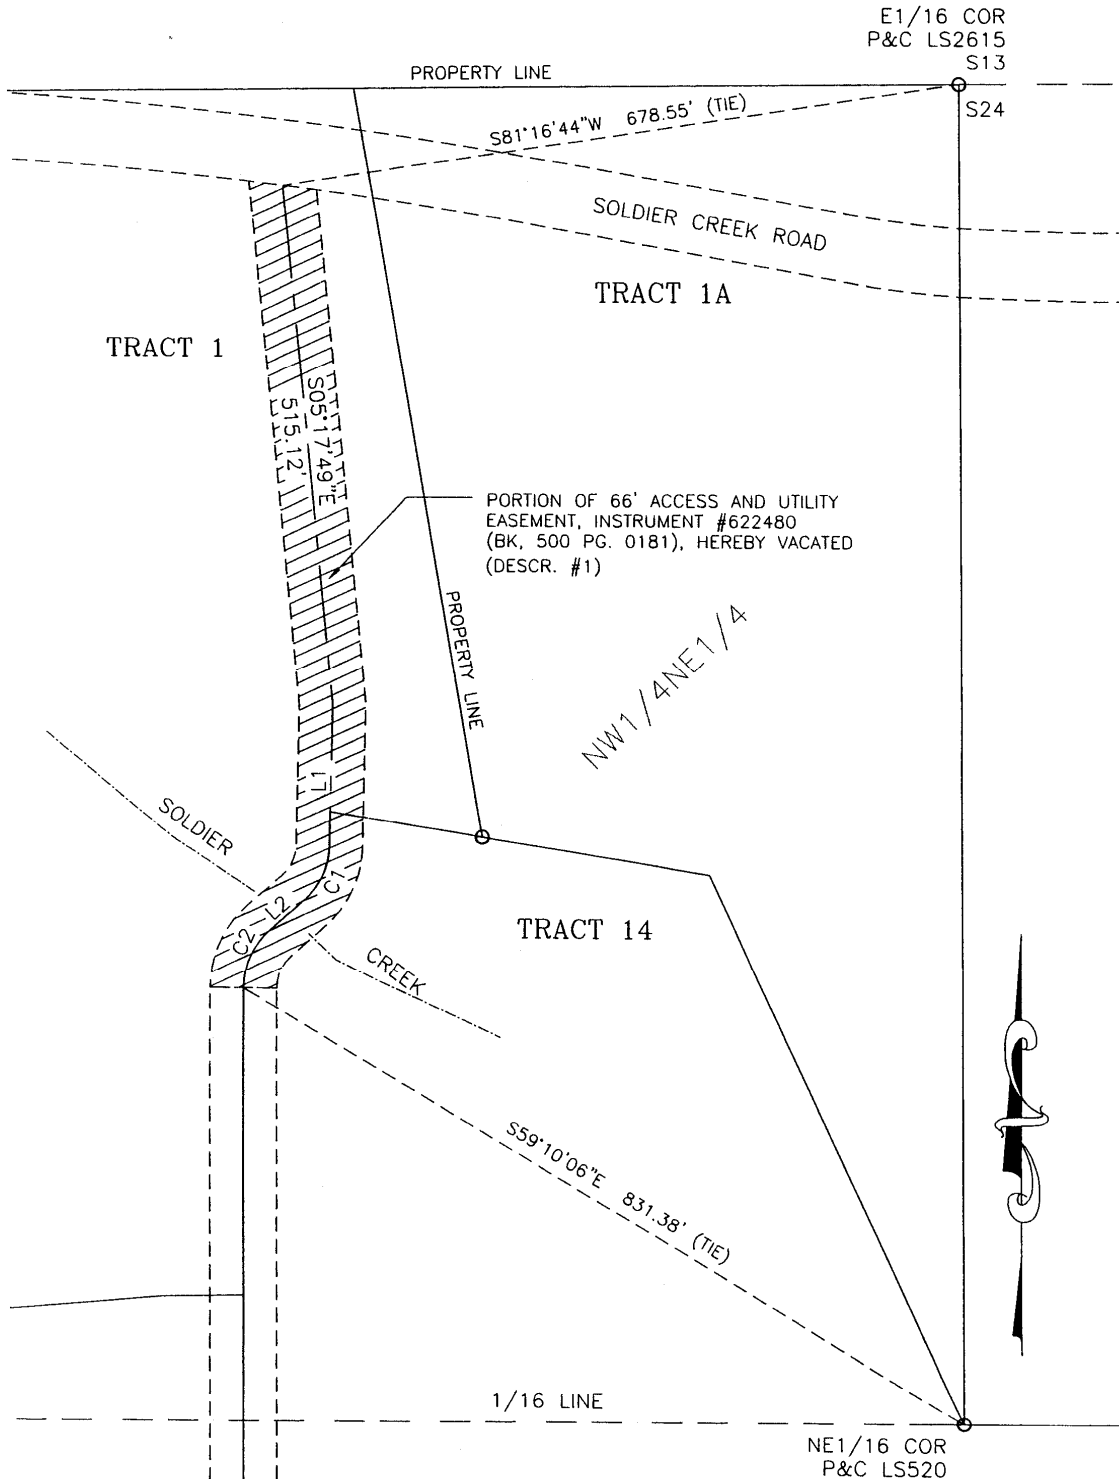 E1/16 COR
P&C LS2615
S13
PROPERTY LINE
S24
S81°16'44"W 678.55' (TIE)
SOLDIER CREEK ROAD
TRACT 1A
TRACT 1
S05°17'49"E
515.12'
PORTION OF 66' ACCESS AND UTILITY
EASEMENT, INSTRUMENT #622480
(BK, 500 PG. 0181), HEREBY VACATED
(DESCR. #1)
PROPERTY LINE
NW1/4NE1/4
L1
SOLDIER
C1
L2
C2
TRACT 14
CREEK
S59°10'06"E 831.38' (TIE)
1/16 LINE
NE1/16 COR
P&C LS520